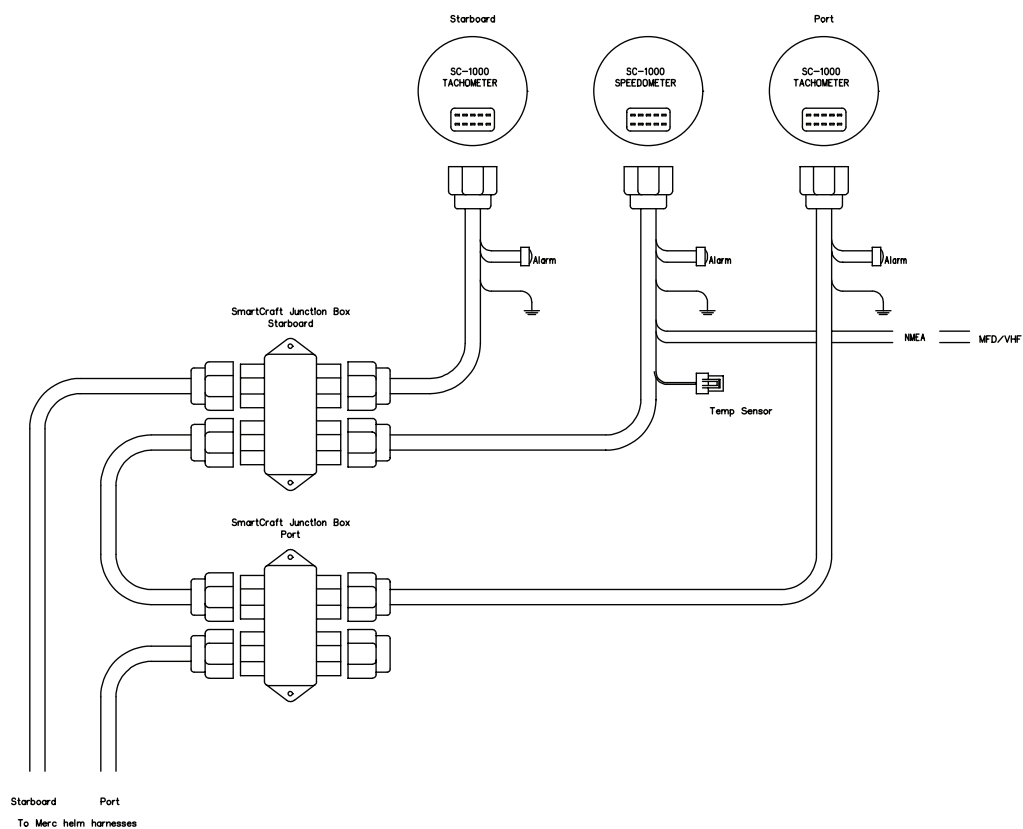 Starboard
Port
SC-1000
TACHOMETER
SC-1000
SPEEDOMETER
SC-1000
TACHOMETER
Alarm
Alarm
Alarm
SmartCraft Junction Box
Starboard
NMEA
MFD/VHF
Temp Sensor
SmartCraft Junction Box
Port
Starboard
Port
To Merc helm harnesses